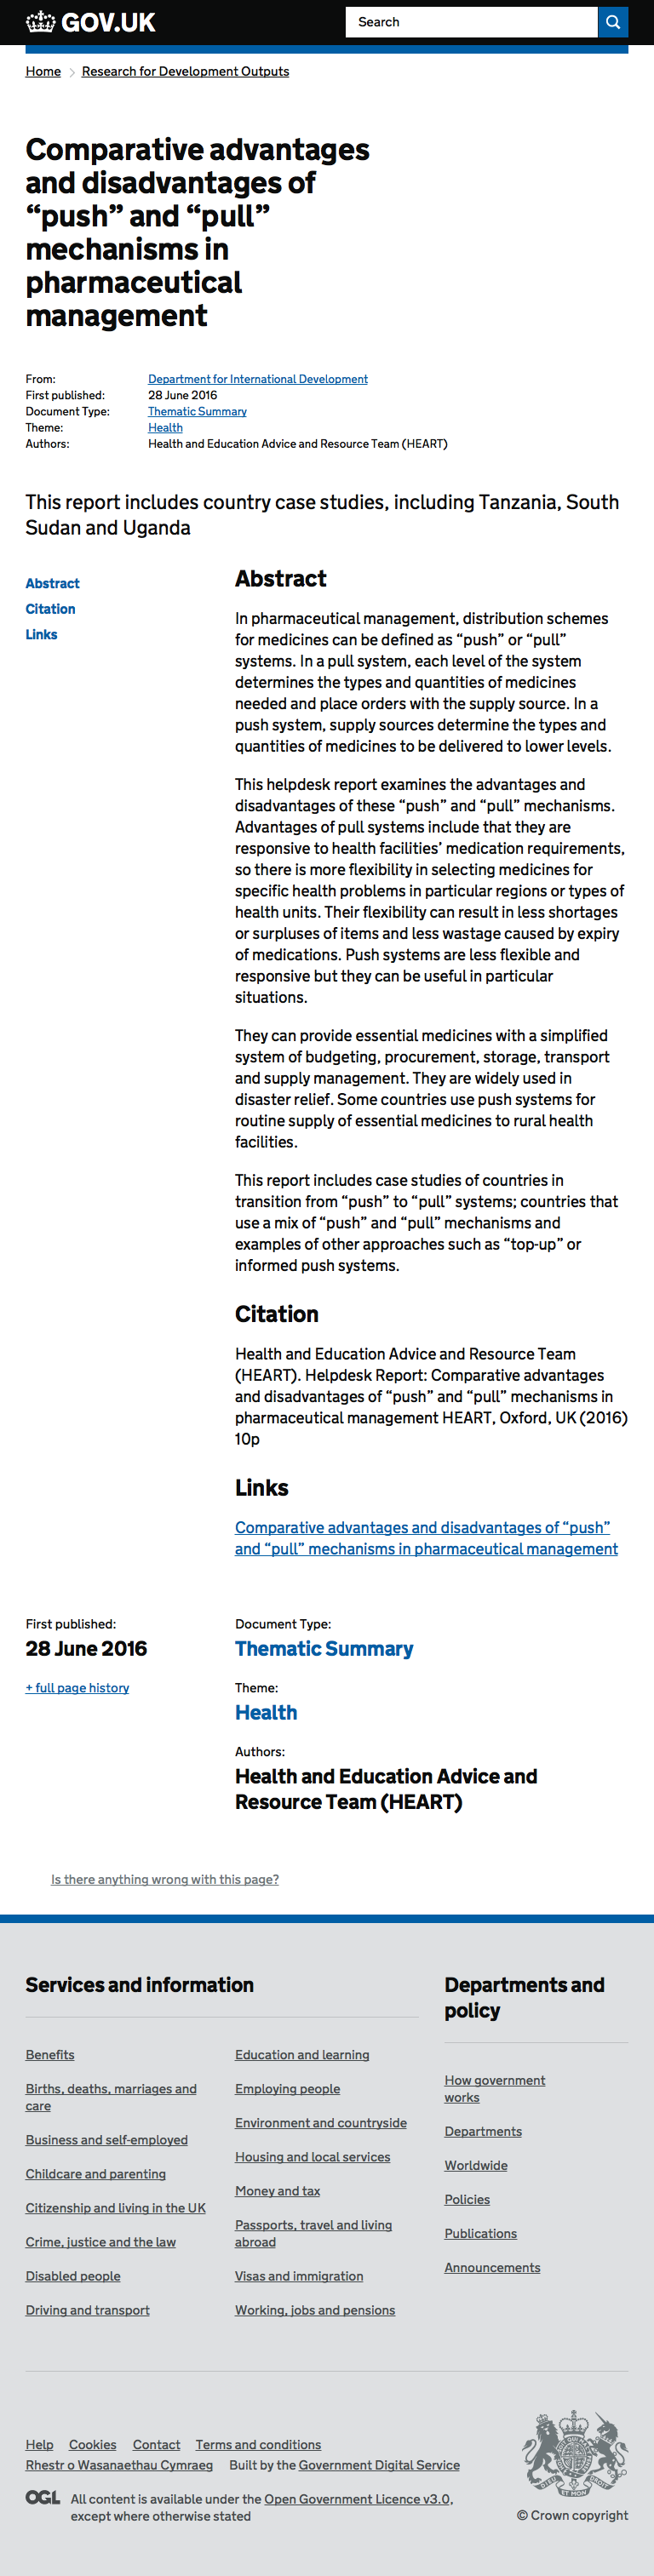 GOV.UK
Search
Home
Research for Development Outputs
Comparative advantages
and disadvantages of
“push” and “pull”
mechanisms in
pharmaceutical
management
From: Department for International Development
First published: 28 June 2016
Document Type: Thematic Summary
Theme: Health
Authors: Health and Education Advice and Resource Team (HEART)
This report includes country case studies, including Tanzania, South
Sudan and Uganda
Abstract
Citation
Links
Abstract
In pharmaceutical management, distribution schemes
for medicines can be defined as “push” or “pull”
systems. In a pull system, each level of the system
determines the types and quantities of medicines
needed and place orders with the supply source. In a
push system, supply sources determine the types and
quantities of medicines to be delivered to lower levels.
This helpdesk report examines the advantages and
disadvantages of these “push” and “pull” mechanisms.
Advantages of pull systems include that they are
responsive to health facilities’ medication requirements,
so there is more flexibility in selecting medicines for
specific health problems in particular regions or types of
health units. Their flexibility can result in less shortages
or surpluses of items and less wastage caused by expiry
of medications. Push systems are less flexible and
responsive but they can be useful in particular
situations.
They can provide essential medicines with a simplified
system of budgeting, procurement, storage, transport
and supply management. They are widely used in
disaster relief. Some countries use push systems for
routine supply of essential medicines to rural health
facilities.
This report includes case studies of countries in
transition from “push” to “pull” systems; countries that
use a mix of “push” and “pull” mechanisms and
examples of other approaches such as “top-up” or
informed push systems.
Citation
Health and Education Advice and Resource Team
(HEART). Helpdesk Report: Comparative advantages
and disadvantages of “push” and “pull” mechanisms in
pharmaceutical management HEART, Oxford, UK (2016)
10p
Links
Comparative advantages and disadvantages of “push”
and “pull” mechanisms in pharmaceutical management
First published:
28 June 2016
+ full page history
Document Type:
Thematic Summary
Theme:
Health
Authors:
Health and Education Advice and
Resource Team (HEART)
Is there anything wrong with this page?
Services and information
Benefits
Births, deaths, marriages and
care
Business and self-employed
Childcare and parenting
Citizenship and living in the UK
Crime, justice and the law
Disabled people
Driving and transport
Education and learning
Employing people
Environment and countryside
Housing and local services
Money and tax
Passports, travel and living
abroad
Visas and immigration
Working, jobs and pensions
Departments and
policy
How government
works
Departments
Worldwide
Policies
Publications
Announcements
Help Cookies Contact Terms and conditions
Rhestr o Wasanaethau Cymraeg Built by the Government Digital Service
OGL All content is available under the Open Government Licence v3.0,
except where otherwise stated
© Crown copyright